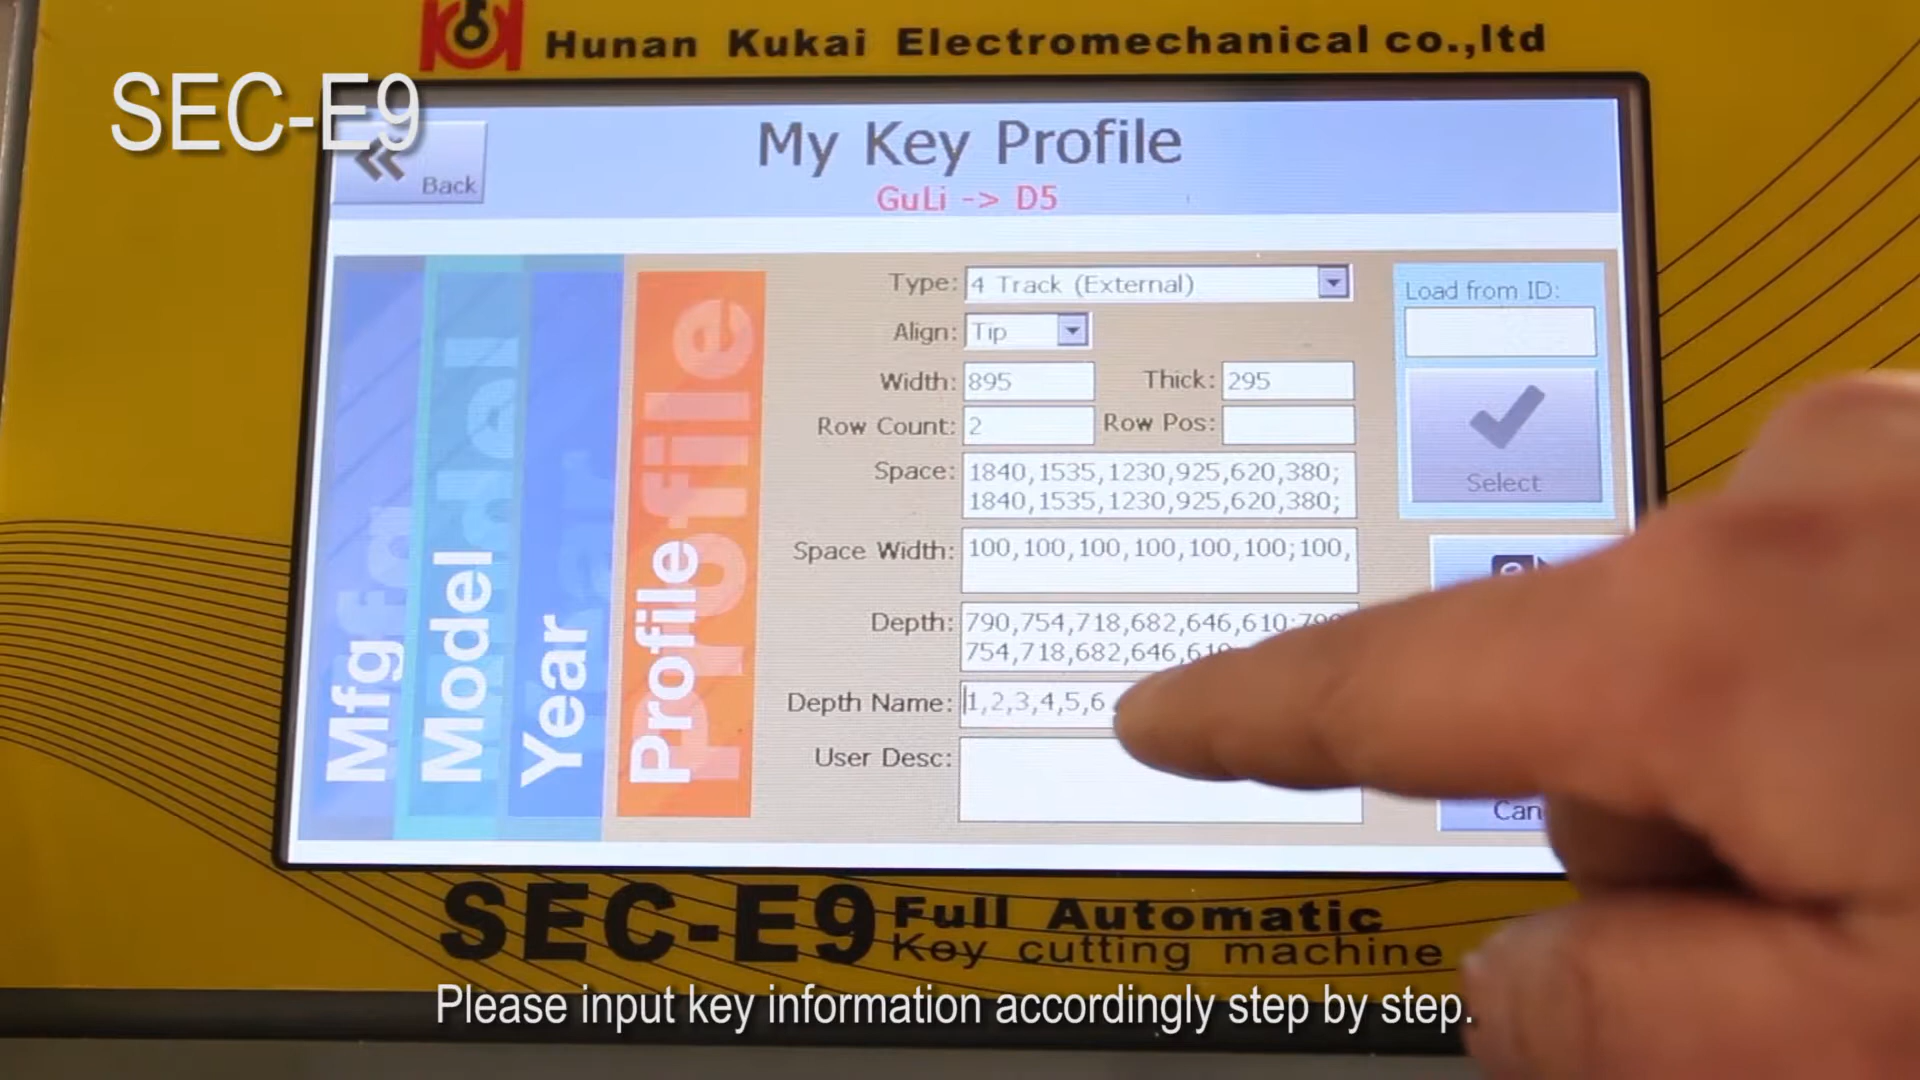 Hunan Kukai Electromechanical co.,ltd
SEC-E9
Back
My Key Profile
GuLi -> D5
Mfg
Model
Year
Profile
Type: 4 Track (External)
Align: Tip
Width: 895 Thick: 295
Row Count: 2 Row Pos:
Space: 1840,1535,1230,925,620,380;
1840,1535,1230,925,620,380;
Space Width: 100,100,100,100,100,100;100,
Depth: 790,754,718,682,646,610;790
754,718,682,646,610
Depth Name: 1,2,3,4,5,6
User Desc:
Load from ID:
Select
SEC-E9 Full Automatic
Key cutting machine
Please input key information accordingly step by step.